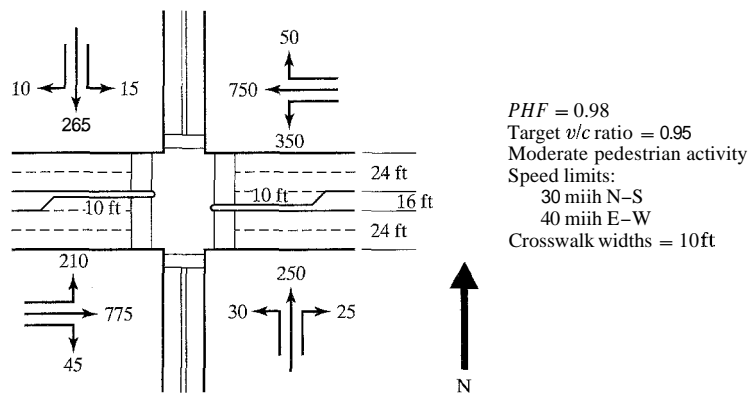 50
10
15
750
265
350
PHF = 0.98
Target v/c ratio = 0.95
Moderate pedestrian activity
Speed limits:
30 miih N–S
40 miih E–W
Crosswalk widths = 10ft
24 ft
10 ft
10 ft
16 ft
24 ft
210
775
45
250
30
25
N